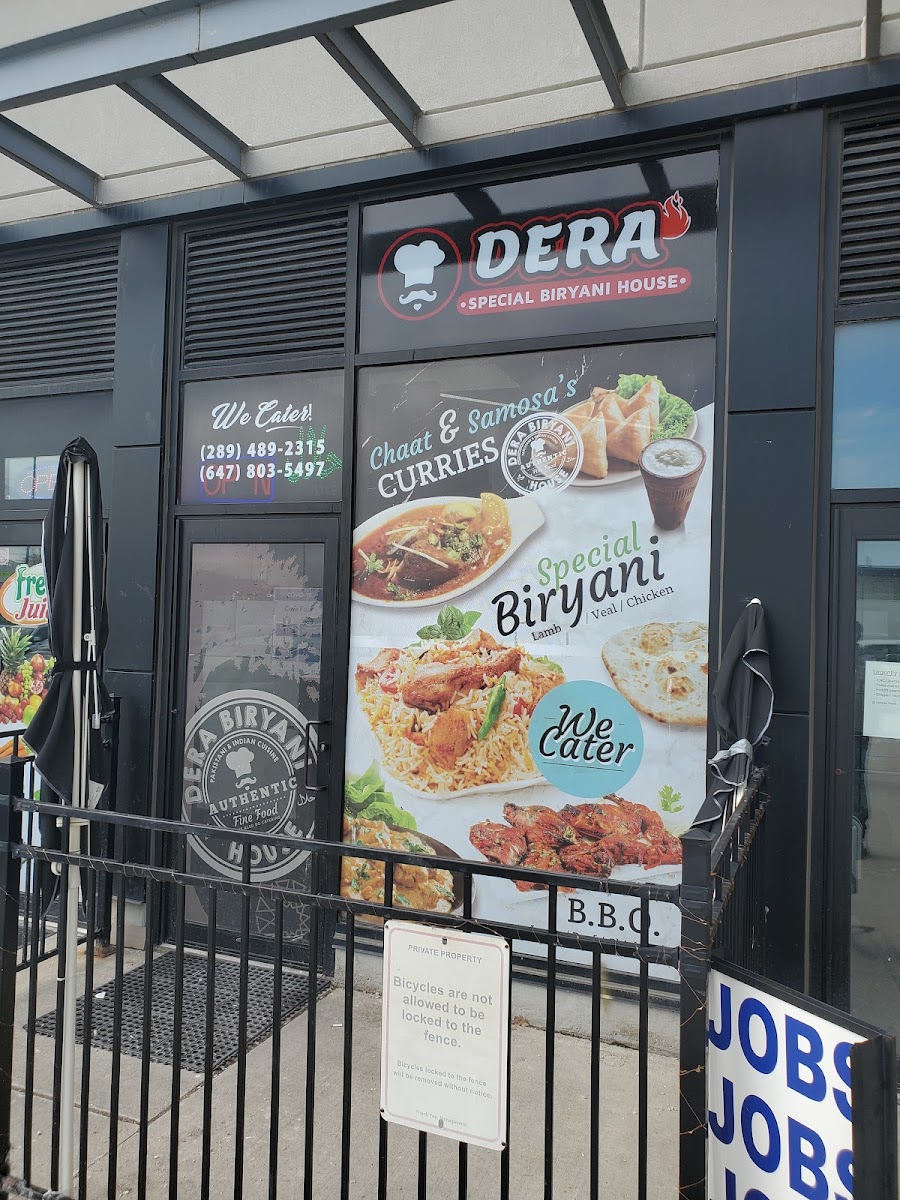 DERA
•SPECIAL BIRYANI HOUSE•
We Cater!
(289) 489-2315
(647) 803-5497
OPEN
Chaat & Samosa's
CURRIES
DERA BIRYANI
AUTHENTIC
HOUSE
Special
Biryani
Lamb / Veal / Chicken
We
Cater
B.B.Q.
DERA BIRYANI
PAKISTANI & INDIAN CUISINE
AUTHENTIC
Fine Food
HOUSE
PRIVATE PROPERTY
Bicycles are not
allowed to be
locked to the
fence.
Bicycles locked to the fence
will be removed without notice.
JOBS
JOBS